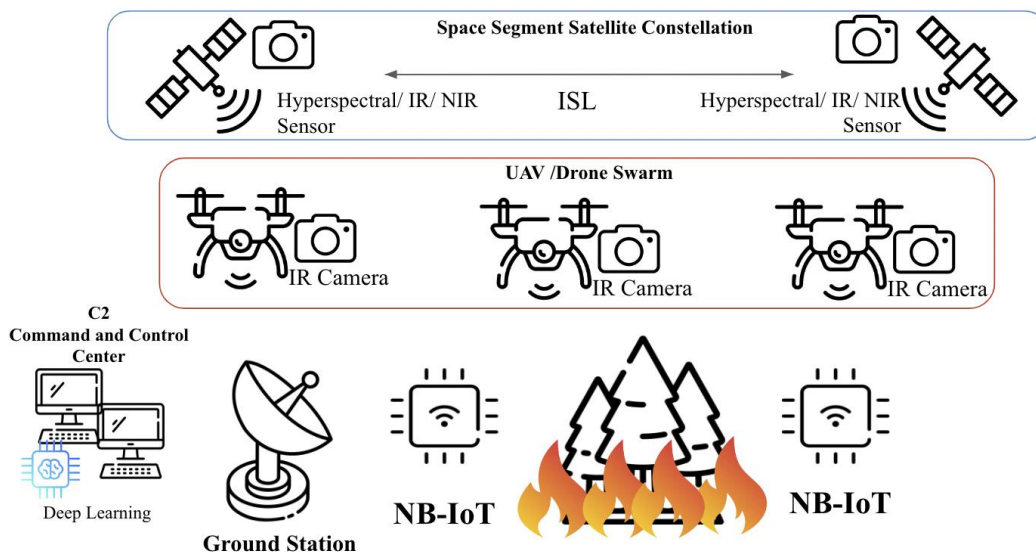 Space Segment Satellite Constellation
Hyperspectral/ IR/ NIR
Sensor
ISL
Hyperspectral/ IR/ NIR
Sensor
UAV /Drone Swarm
IR Camera
IR Camera
IR Camera
C2
Command and Control
Center
Deep Learning
Ground Station
NB-IoT
NB-IoT